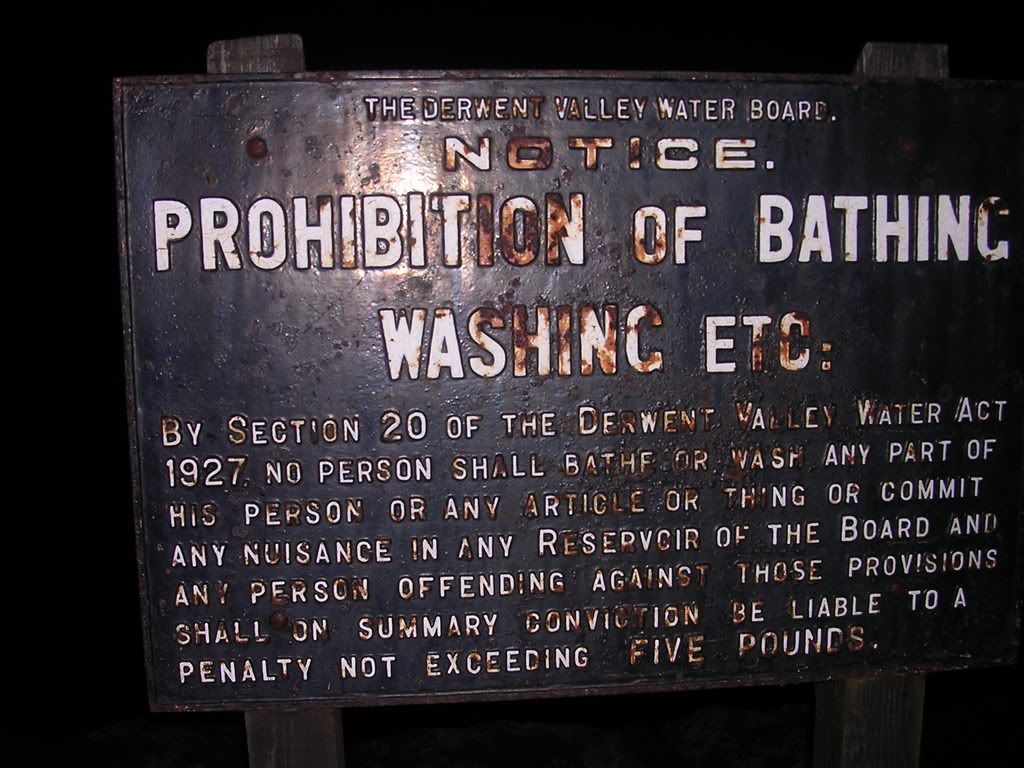 THE DERWENT VALLEY WATER BOARD.
NOTICE.
PROHIBITION OF BATHING
WASHING ETC:
BY SECTION 20 OF THE DERWENT VALLEY WATER ACT
1927, NO PERSON SHALL BATHE OR WASH ANY PART OF
HIS PERSON OR ANY ARTICLE OR THING OR COMMIT
ANY NUISANCE IN ANY RESERVOIR OF THE BOARD AND
ANY PERSON OFFENDING AGAINST THOSE PROVISIONS
SHALL ON SUMMARY CONVICTION BE LIABLE TO A
PENALTY NOT EXCEEDING FIVE POUNDS.